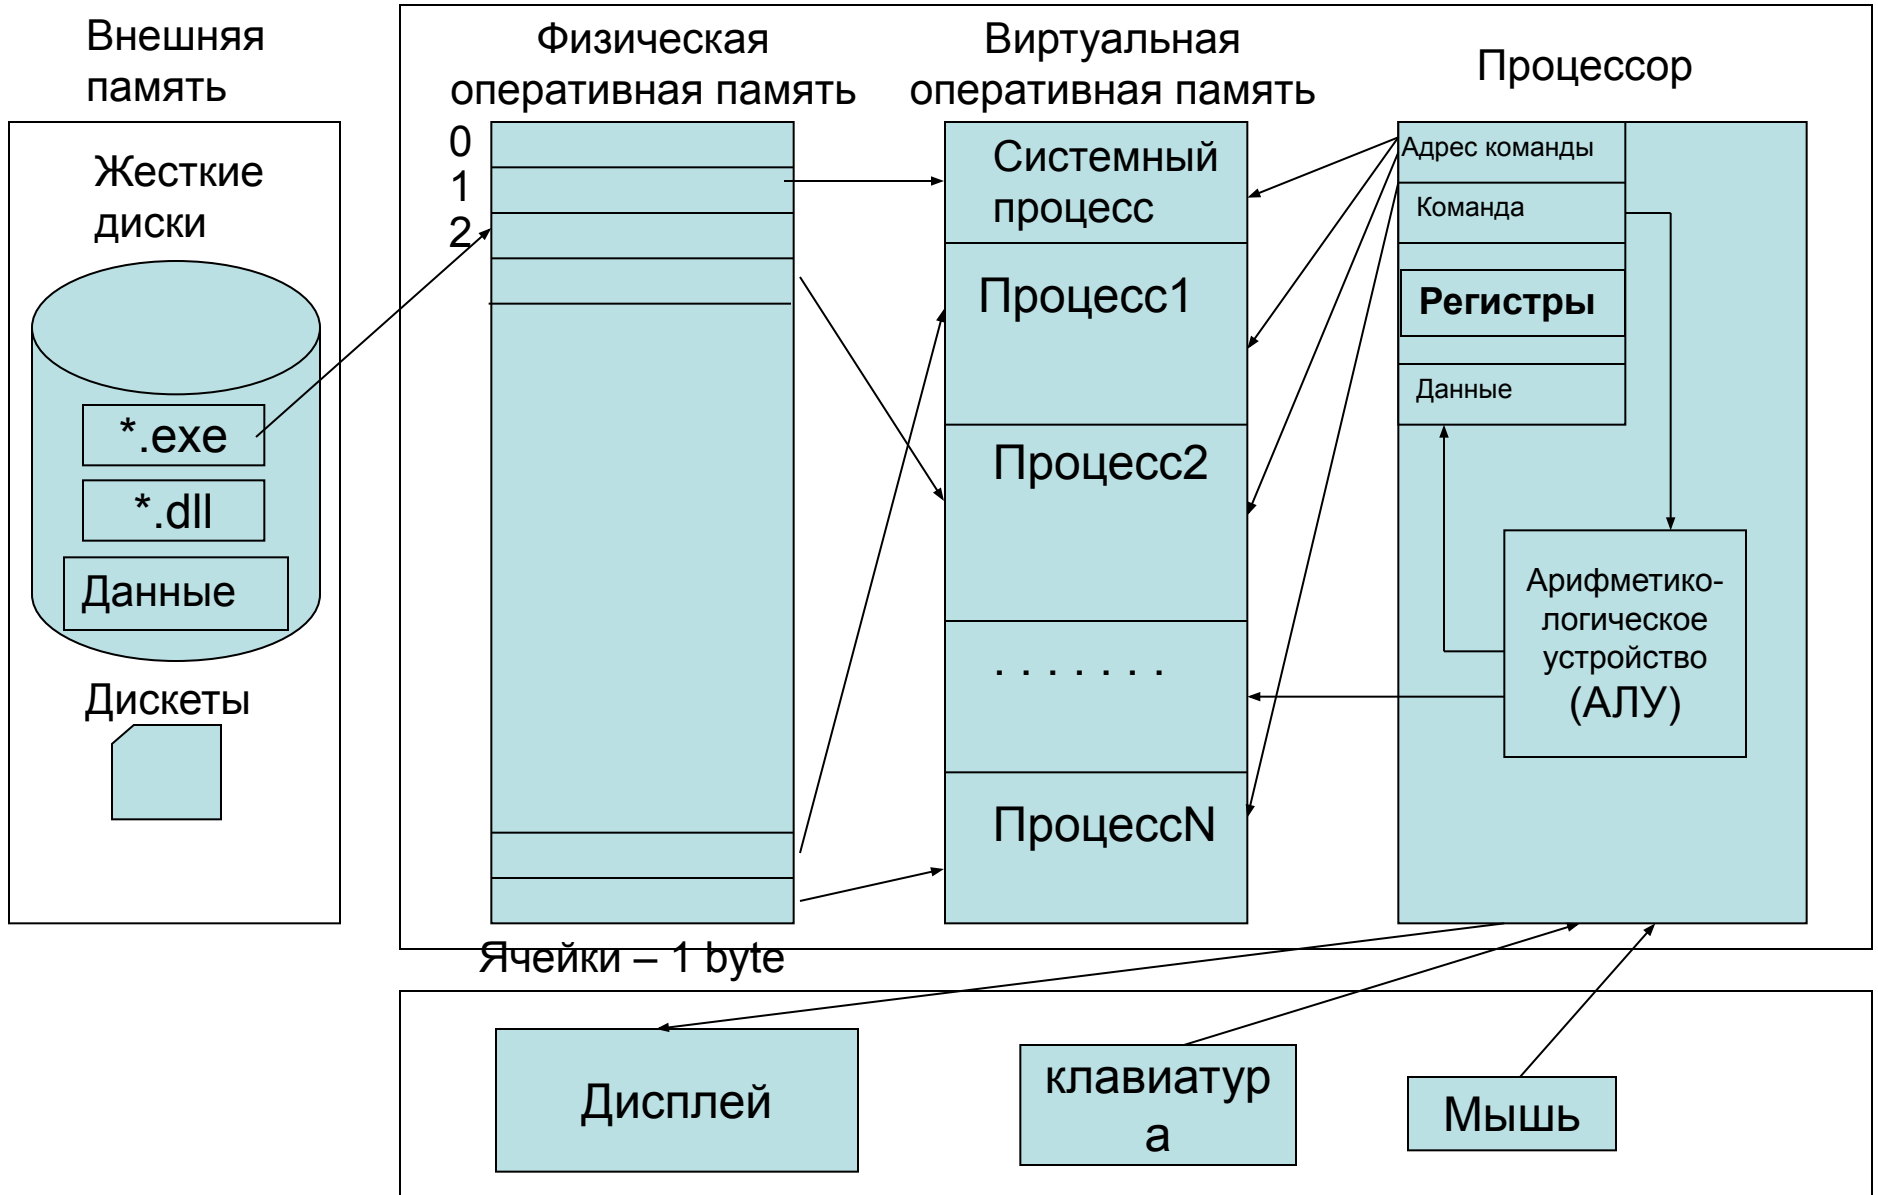 Внешняя
память
Жесткие
диски
*.exe
*.dll
Данные
Дискеты
Физическая
оперативная память
0
1
2
Ячейки – 1 byte
Виртуальная
оперативная память
Системный
процесс
Процесс1
Процесс2
. . . . . . .
ПроцессN
Процессор
Адрес команды
Команда
Регистры
Данные
Арифметико-
логическое
устройство
(АЛУ)
Дисплей
клавиатур
а
Мышь